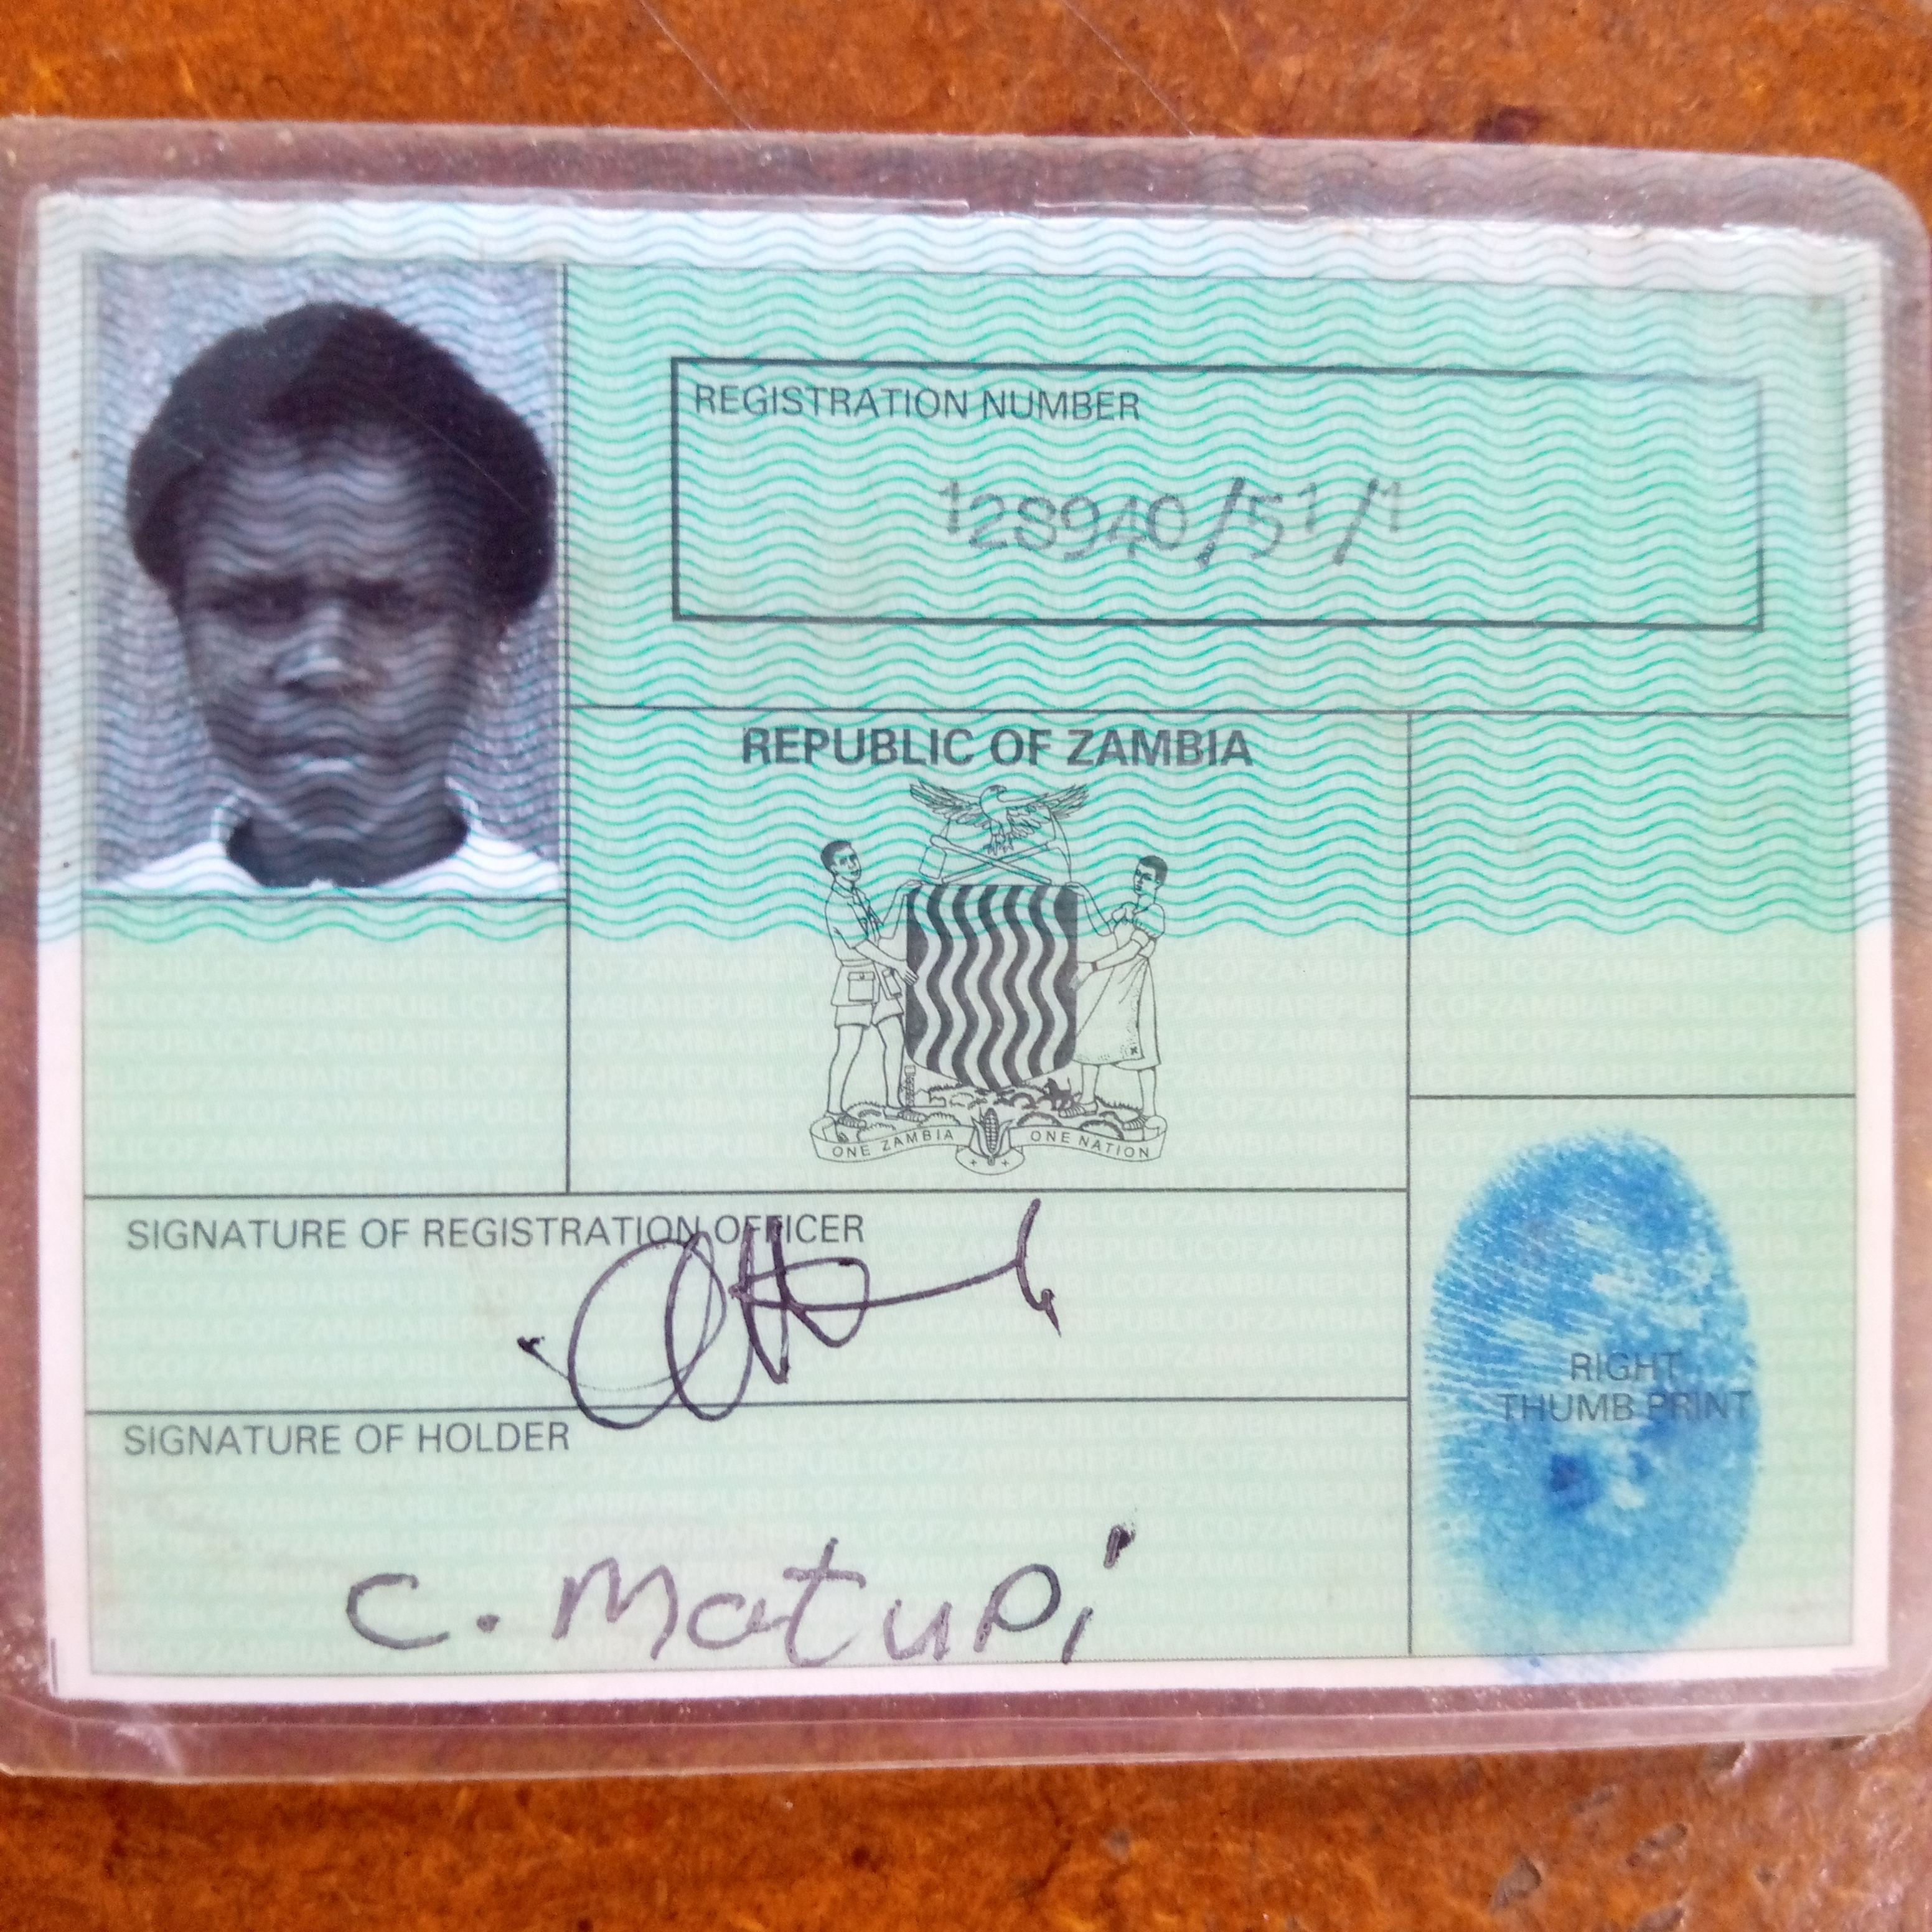 REGISTRATION NUMBER
128940/51/1
REPUBLIC OF ZAMBIA
ONE ZAMBIA ONE NATION
SIGNATURE OF REGISTRATION OFFICER
SIGNATURE OF HOLDER
C. Matupi
RIGHT
THUMB PRINT